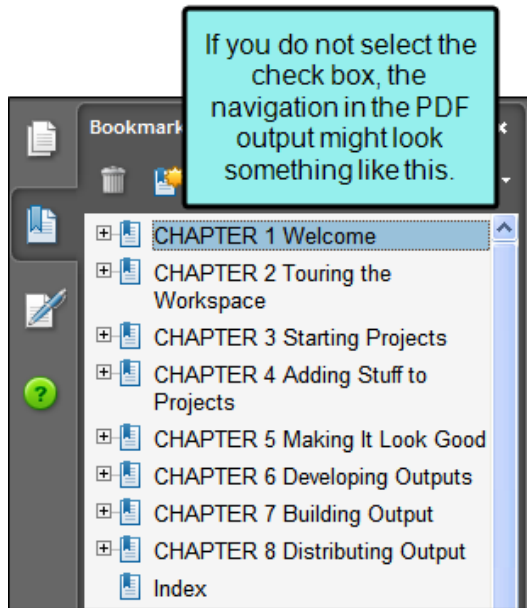 If you do not select the
check box, the
navigation in the PDF
output might look
something like this.
CHAPTER 1 Welcome
CHAPTER 2 Touring the
Workspace
CHAPTER 3 Starting Projects
CHAPTER 4 Adding Stuff to
Projects
CHAPTER 5 Making It Look Good
CHAPTER 6 Developing Outputs
CHAPTER 7 Building Output
CHAPTER 8 Distributing Output
Index